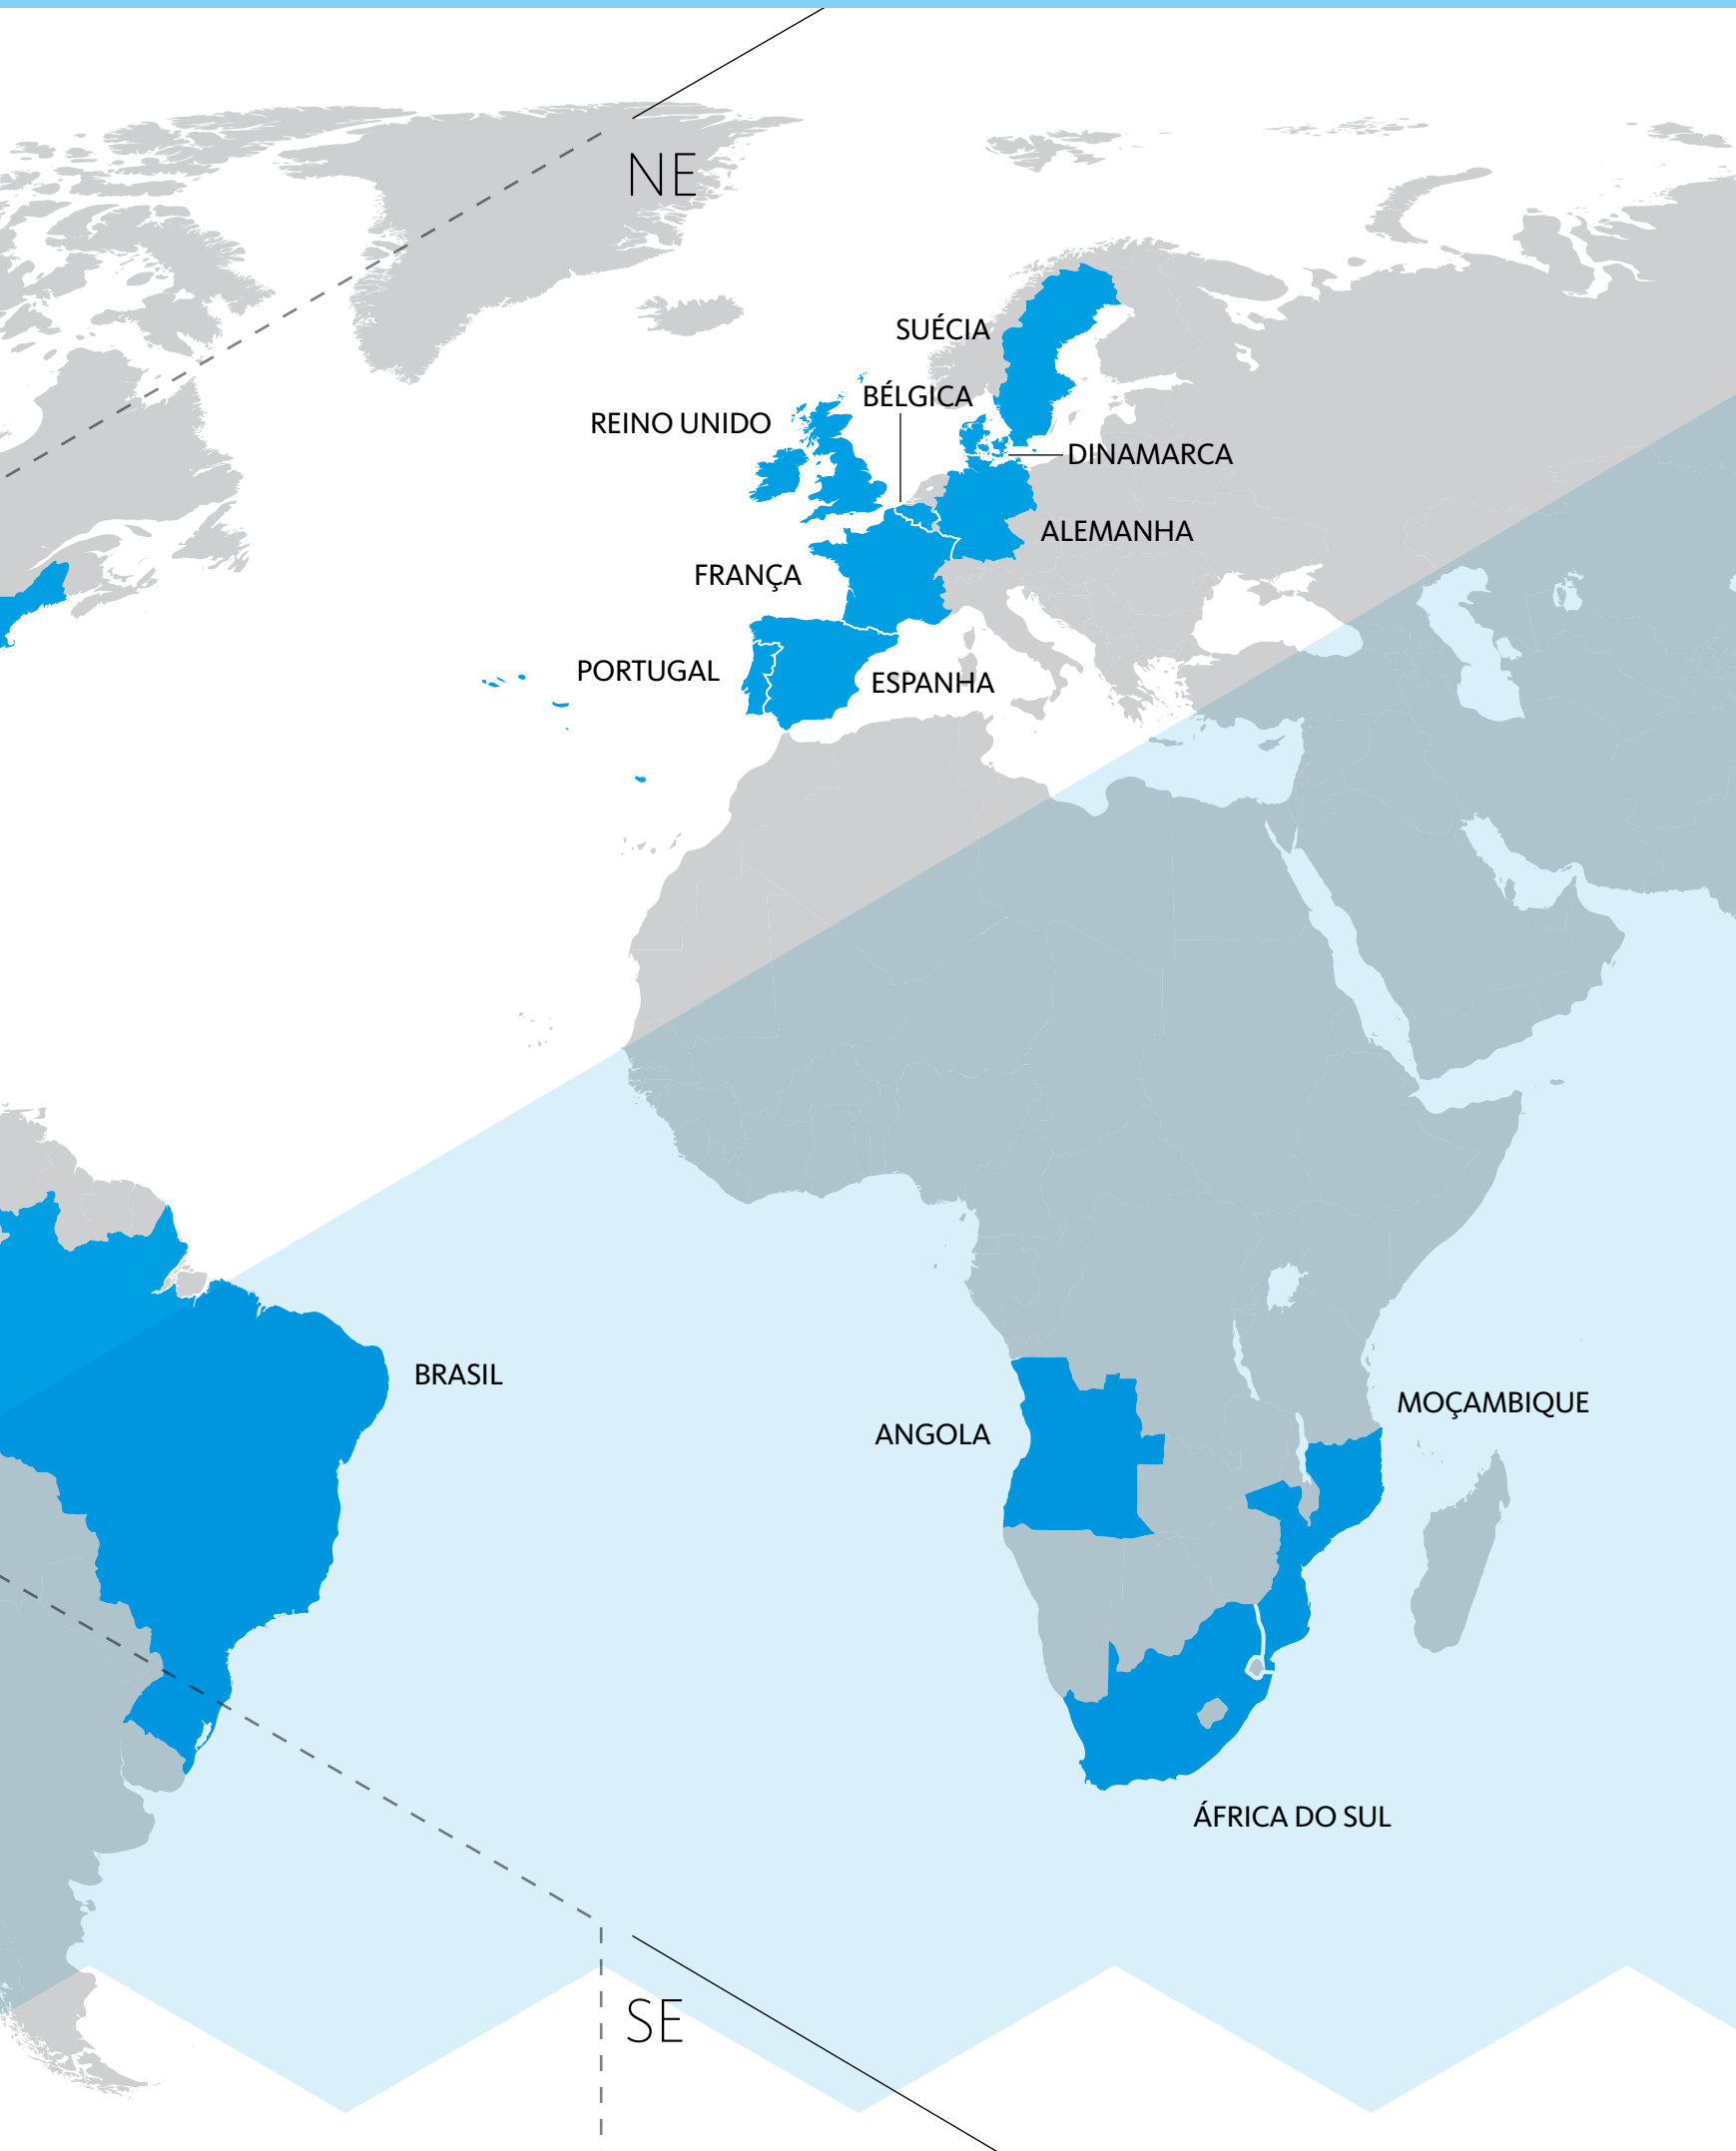 NE
SUÉCIA
BÉLGICA
REINO UNIDO
DINAMARCA
ALEMANHA
FRANÇA
PORTUGAL
ESPANHA
BRASIL
MOÇAMBIQUE
ANGOLA
ÁFRICA DO SUL
SE